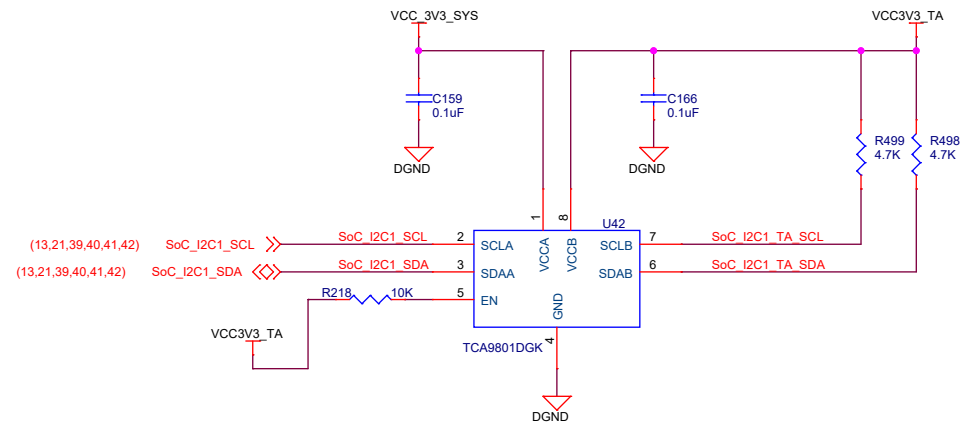 VCC_3V3_SYS
VCC3V3_TA
C159
0.1uF
C166
0.1uF
R499
4.7K
R498
4.7K
DGND
DGND
1
8
U42
(13,21,39,40,41,42) SoC_I2C1_SCL
SoC_I2C1_SCL
2
SCLA
VCCA
VCCB
SCLB
7
SoC_I2C1_TA_SCL
(13,21,39,40,41,42) SoC_I2C1_SDA
SoC_I2C1_SDA
3
SDAA
SDAB
6
SoC_I2C1_TA_SDA
R218
10K
5
EN
GND
VCC3V3_TA
4
TCA9801DGK
DGND